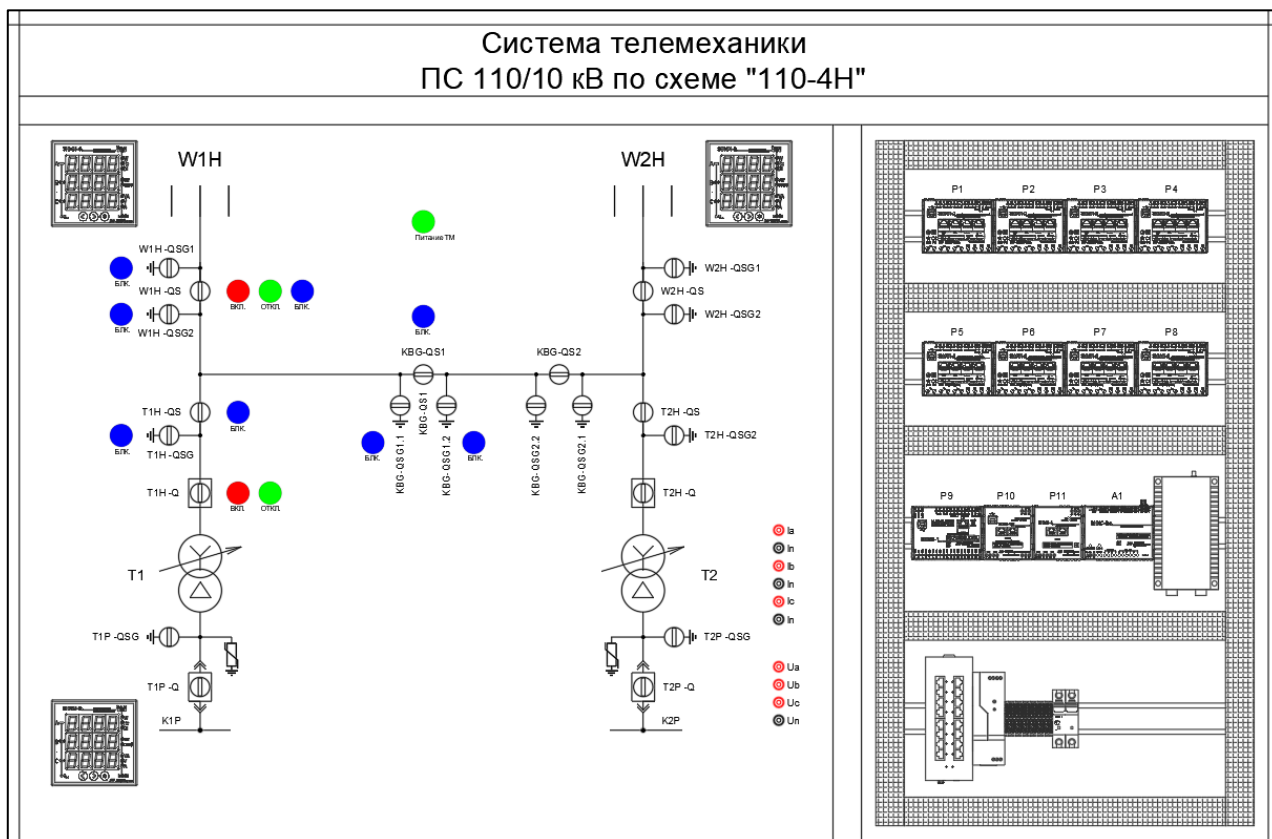 Система телемеханики
ПС 110/10 кВ по схеме "110-4Н"
W1H
W2H
Питание ТМ
W1H -QSG1
БЛК.
W1H -QS
ВКЛ.
ОТКЛ.
БЛК.
БЛК.
W1H -QSG2
W2H -QSG1
W2H -QS
W2H -QSG2
БЛК.
KBG-QS1
KBG-QS2
KBG-QS1
T1H -QS
БЛК.
БЛК.
T1H -QSG
T2H -QS
T2H -QSG2
БЛК.
KBG-QSG1.1
KBG-QSG1.2
БЛК.
KBG-QSG2.2
KBG-QSG2.1
T1H -Q
ВКЛ.
ОТКЛ.
T2H -Q
T1
T2
Ia
In
Ib
In
Ic
In
T1P -QSG
T2P -QSG
Ua
Ub
Uc
Un
T1P -Q
T2P -Q
K1P
K2P
P1
P2
P3
P4
P5
P6
P7
P8
P9
P10
P11
A1